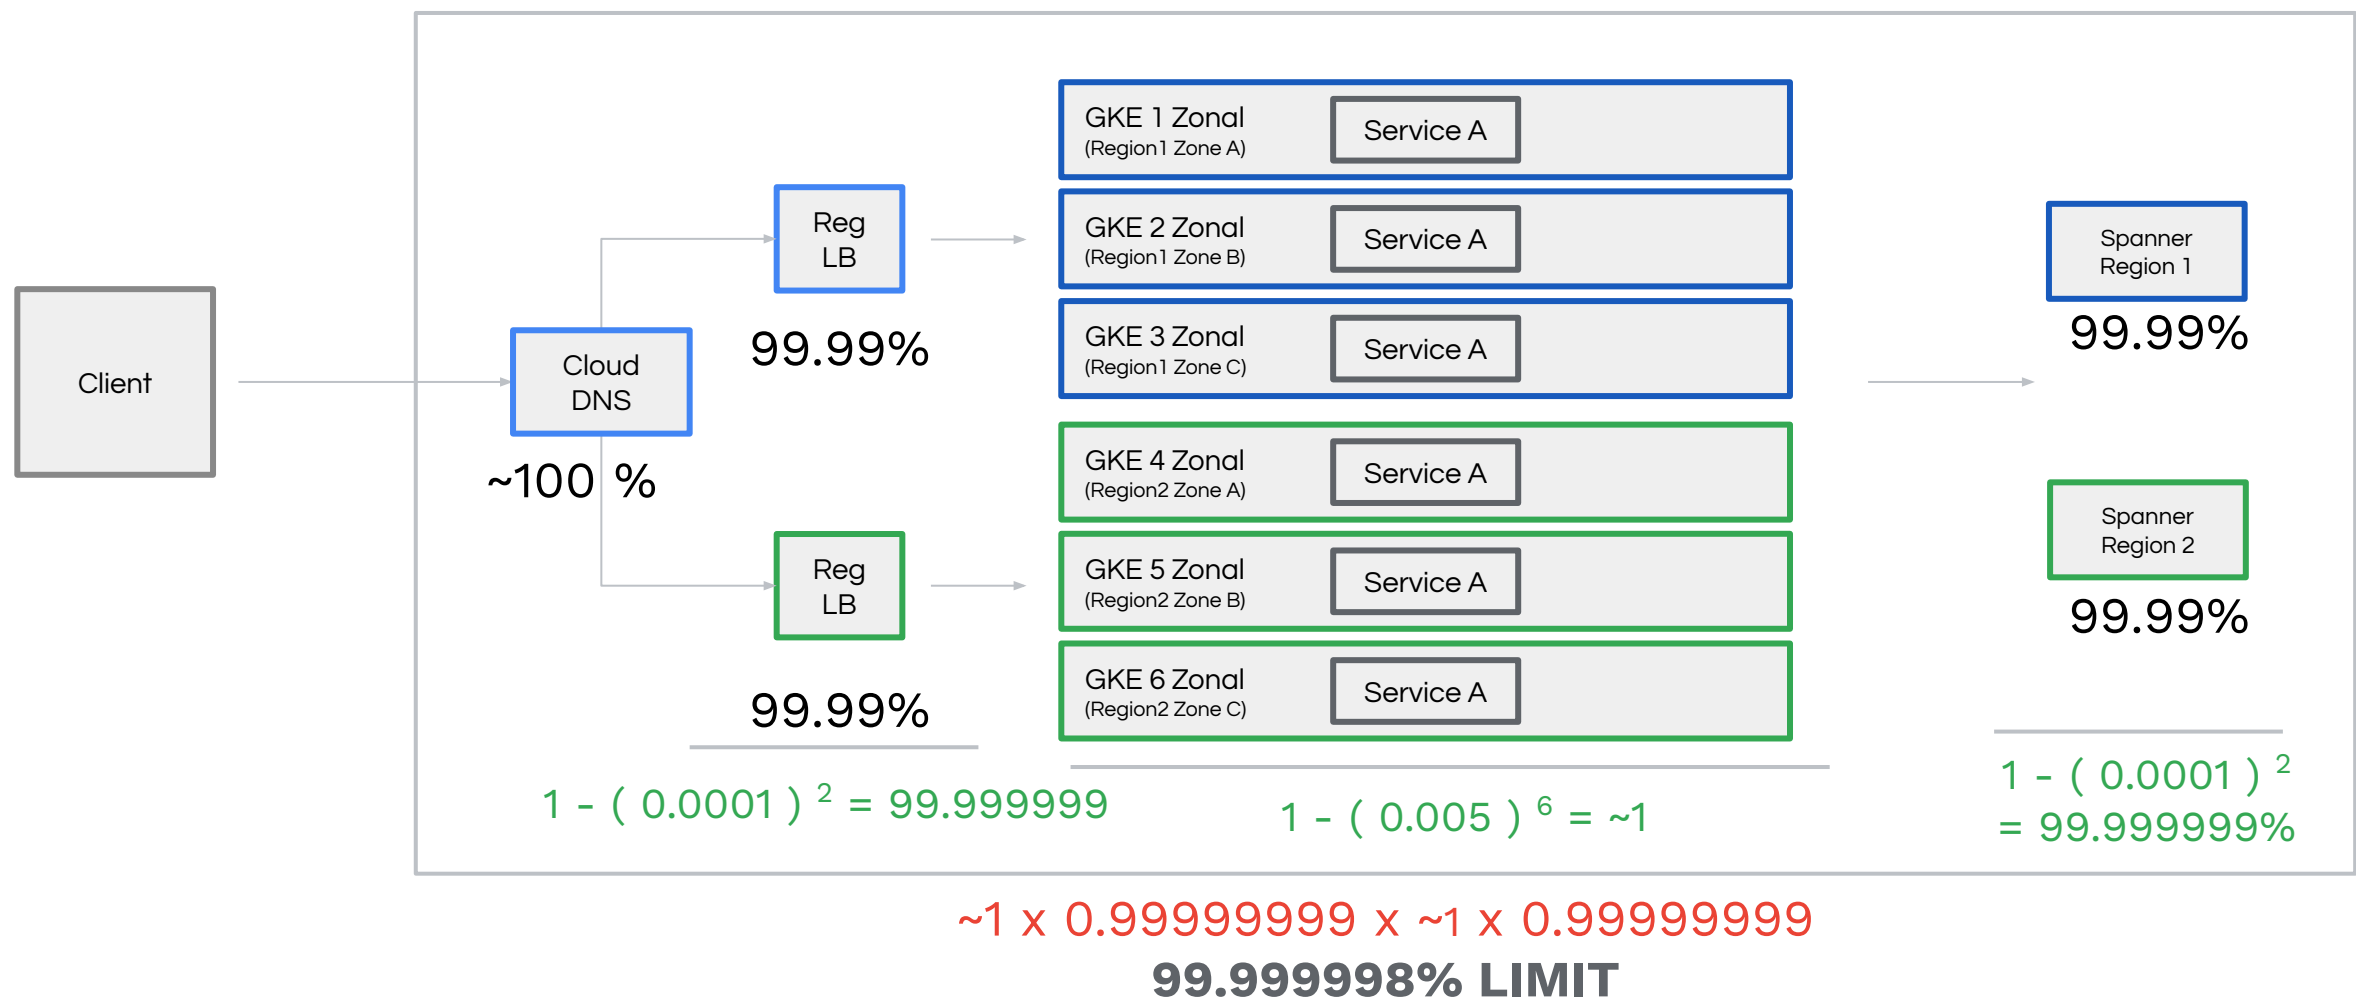 Client
Cloud
DNS
~100 %
Reg
LB
99.99%
Reg
LB
99.99%
1 - ( 0.0001 ) 2 = 99.999999
GKE 1 Zonal
(Region1 Zone A)
Service A
GKE 2 Zonal
(Region1 Zone B)
Service A
GKE 3 Zonal
(Region1 Zone C)
Service A
GKE 4 Zonal
(Region2 Zone A)
Service A
GKE 5 Zonal
(Region2 Zone B)
Service A
GKE 6 Zonal
(Region2 Zone C)
Service A
1 - ( 0.005 ) 6 = ~1
Spanner
Region 1
99.99%
Spanner
Region 2
99.99%
1 - ( 0.0001 ) 2
= 99.999999%
~1 x 0.99999999 x ~1 x 0.99999999
99.999998% LIMIT